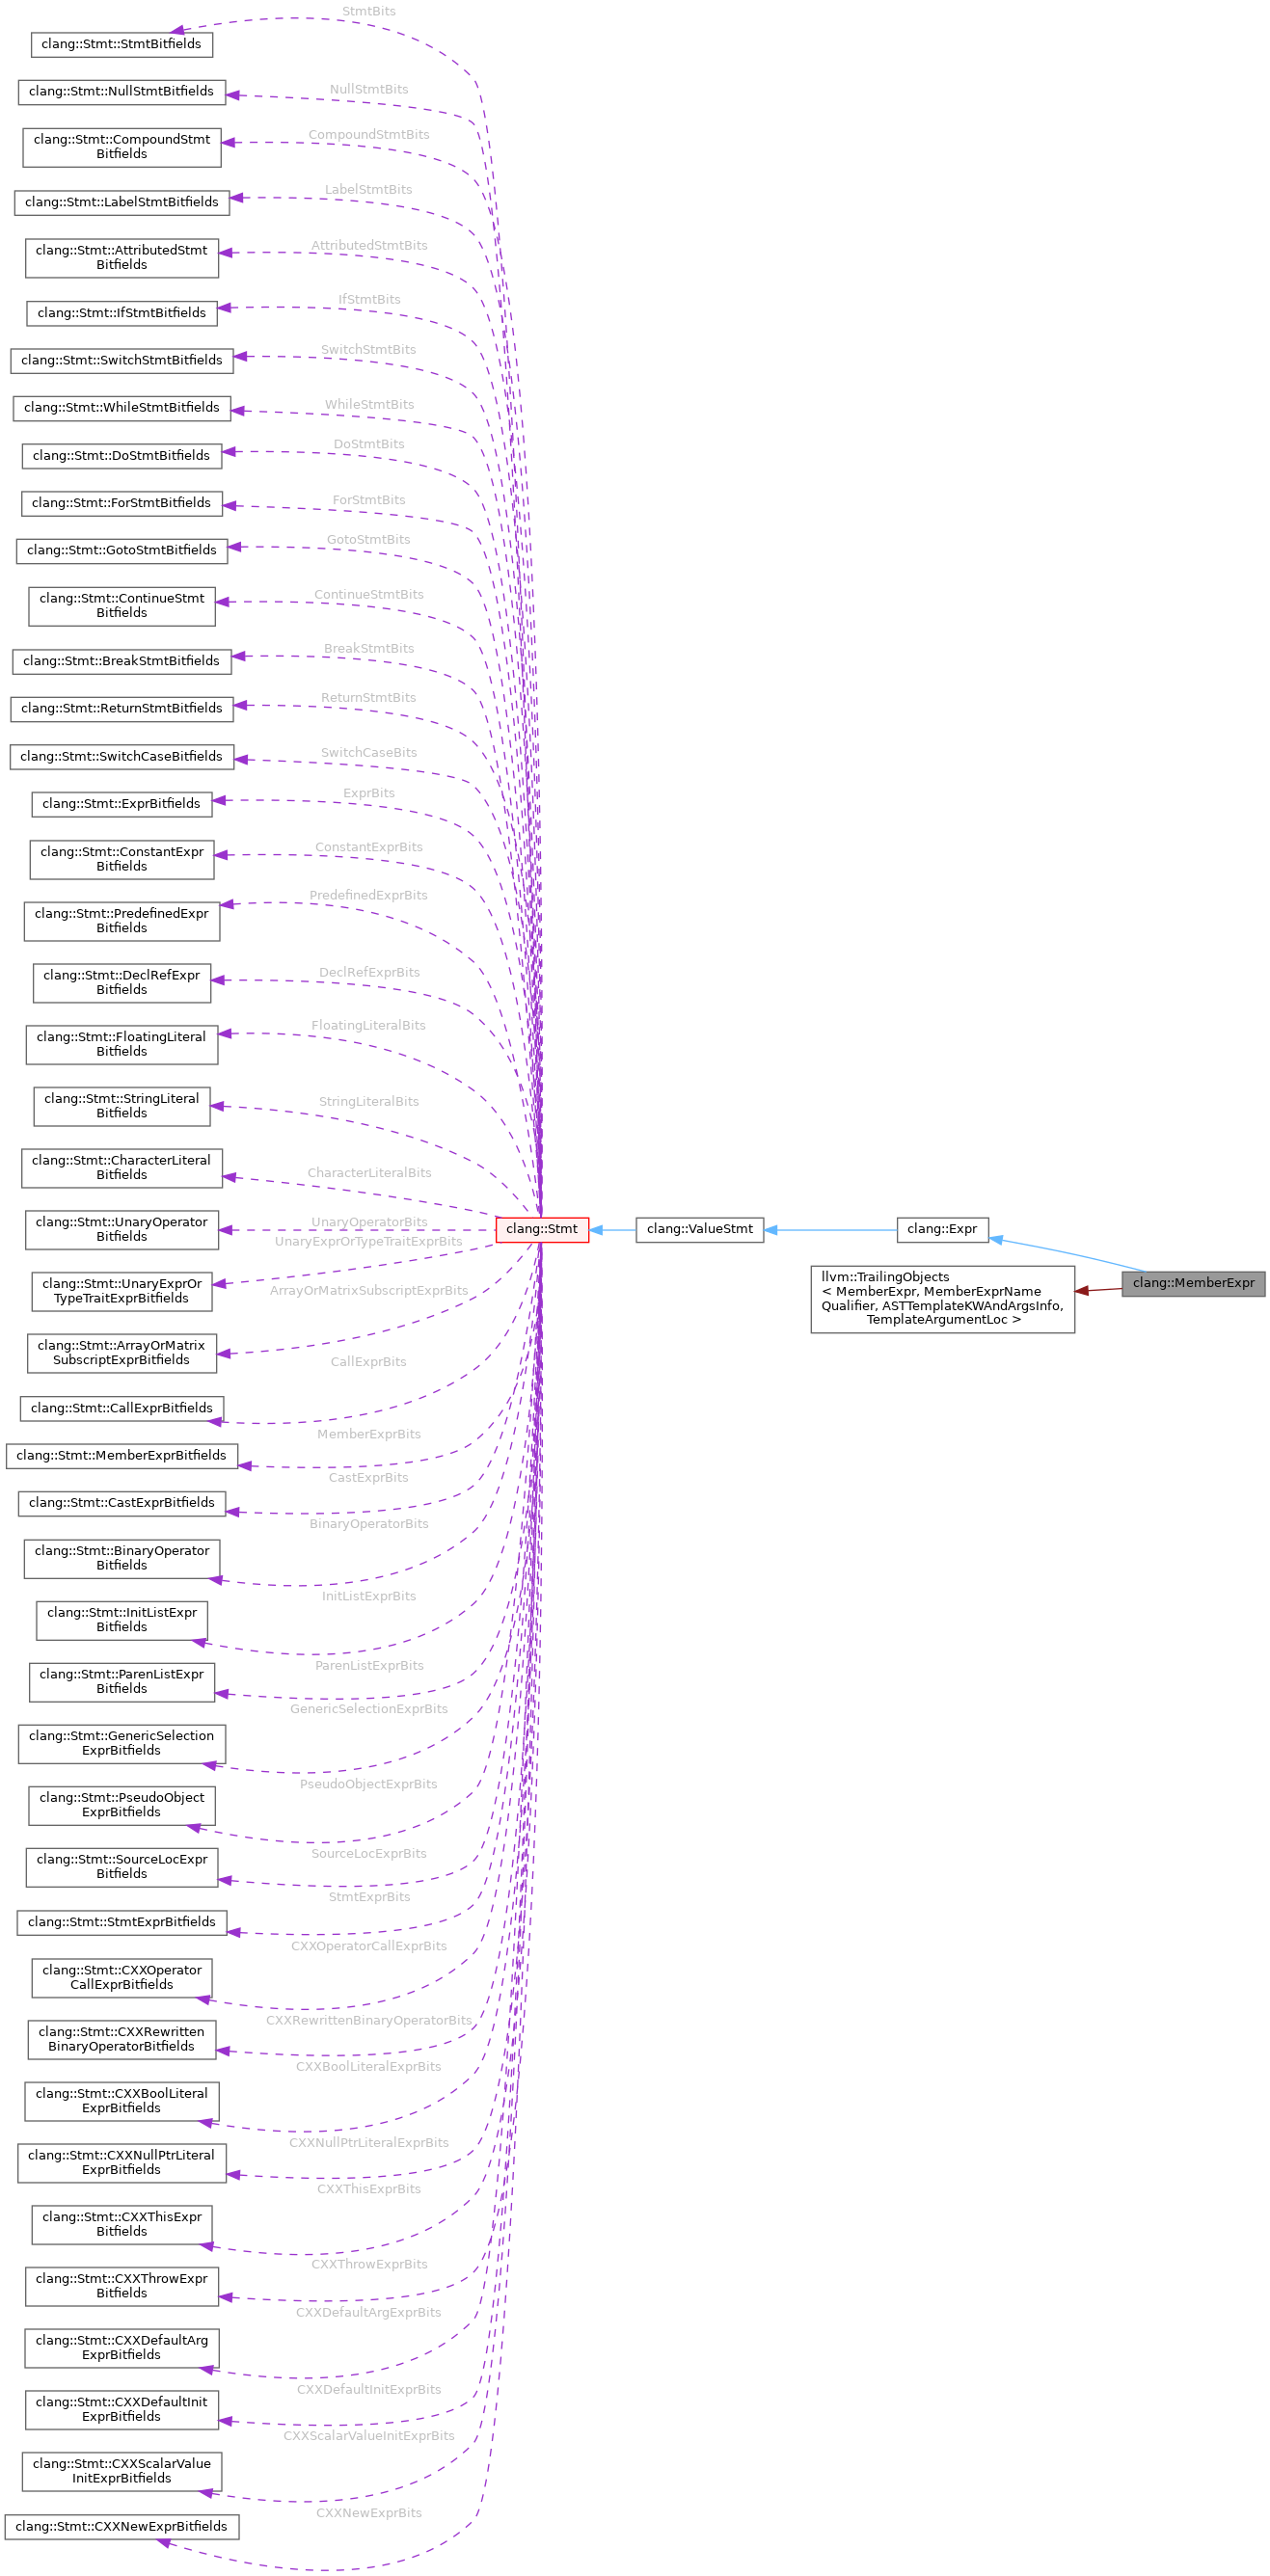 StmtBits
clang::Stmt::StmtBitfields
NullStmtBits
clang::Stmt::NullStmtBitfields
CompoundStmtBits
clang::Stmt::CompoundStmt
Bitfields
LabelStmtBits
clang::Stmt::LabelStmtBitfields
AttributedStmtBits
clang::Stmt::AttributedStmt
Bitfields
IfStmtBits
clang::Stmt::IfStmtBitfields
SwitchStmtBits
clang::Stmt::SwitchStmtBitfields
WhileStmtBits
clang::Stmt::WhileStmtBitfields
DoStmtBits
clang::Stmt::DoStmtBitfields
ForStmtBits
clang::Stmt::ForStmtBitfields
GotoStmtBits
clang::Stmt::GotoStmtBitfields
ContinueStmtBits
clang::Stmt::ContinueStmt
Bitfields
BreakStmtBits
clang::Stmt::BreakStmtBitfields
ReturnStmtBits
clang::Stmt::ReturnStmtBitfields
SwitchCaseBits
clang::Stmt::SwitchCaseBitfields
ExprBits
clang::Stmt::ExprBitfields
ConstantExprBits
clang::Stmt::ConstantExpr
Bitfields
PredefinedExprBits
clang::Stmt::PredefinedExpr
Bitfields
DeclRefExprBits
clang::Stmt::DeclRefExpr
Bitfields
FloatingLiteralBits
clang::Stmt::FloatingLiteral
Bitfields
StringLiteralBits
clang::Stmt::StringLiteral
Bitfields
CharacterLiteralBits
clang::Stmt::CharacterLiteral
Bitfields
UnaryOperatorBits
clang::Stmt::UnaryOperator
Bitfields
clang::Stmt
clang::ValueStmt
clang::Expr
clang::MemberExpr
llvm::TrailingObjects
< MemberExpr, MemberExprName
Qualifier, ASTTemplateKWAndArgsInfo,
TemplateArgumentLoc >
UnaryExprOrTypeTraitExprBits
clang::Stmt::UnaryExprOr
TypeTraitExprBitfields
ArrayOrMatrixSubscriptExprBits
clang::Stmt::ArrayOrMatrix
SubscriptExprBitfields
CallExprBits
clang::Stmt::CallExprBitfields
MemberExprBits
clang::Stmt::MemberExprBitfields
CastExprBits
clang::Stmt::CastExprBitfields
BinaryOperatorBits
clang::Stmt::BinaryOperator
Bitfields
InitListExprBits
clang::Stmt::InitListExpr
Bitfields
ParenListExprBits
clang::Stmt::ParenListExpr
Bitfields
GenericSelectionExprBits
clang::Stmt::GenericSelection
ExprBitfields
PseudoObjectExprBits
clang::Stmt::PseudoObject
ExprBitfields
SourceLocExprBits
clang::Stmt::SourceLocExpr
Bitfields
StmtExprBits
clang::Stmt::StmtExprBitfields
CXXOperatorCallExprBits
clang::Stmt::CXXOperator
CallExprBitfields
CXXRewrittenBinaryOperatorBits
clang::Stmt::CXXRewritten
BinaryOperatorBitfields
CXXBoolLiteralExprBits
clang::Stmt::CXXBoolLiteral
ExprBitfields
CXXNullPtrLiteralExprBits
clang::Stmt::CXXNullPtrLiteral
ExprBitfields
CXXThisExprBits
clang::Stmt::CXXThisExpr
Bitfields
CXXThrowExprBits
clang::Stmt::CXXThrowExpr
Bitfields
CXXDefaultArgExprBits
clang::Stmt::CXXDefaultArg
ExprBitfields
CXXDefaultInitExprBits
clang::Stmt::CXXDefaultInit
ExprBitfields
CXXScalarValueInitExprBits
clang::Stmt::CXXScalarValue
InitExprBitfields
CXXNewExprBits
clang::Stmt::CXXNewExprBitfields